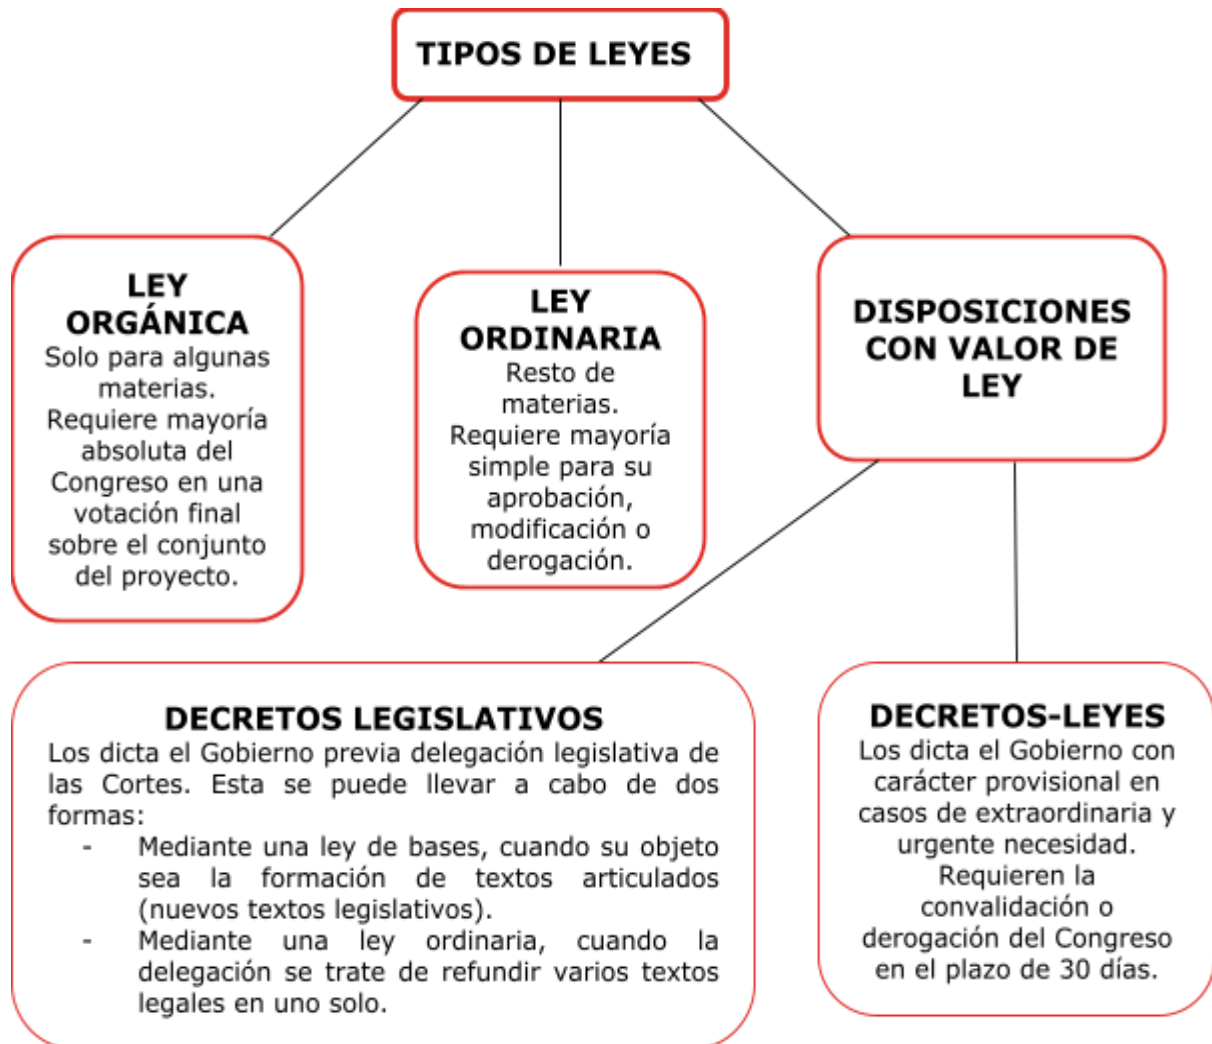 TIPOS DE LEYES
LEY
ORGÁNICA
Solo para algunas
materias.
Requiere mayoría
absoluta del
Congreso en una
votación final
sobre el conjunto
del proyecto.
LEY
ORDINARIA
Resto de
materias.
Requiere mayoría
simple para su
aprobación,
modificación o
derogación.
DISPOSICIONES
CON VALOR DE
LEY
DECRETOS LEGISLATIVOS
Los dicta el Gobierno previa delegación legislativa de
las Cortes. Esta se puede llevar a cabo de dos
formas:
- Mediante una ley de bases, cuando su objeto
sea la formación de textos articulados
(nuevos textos legislativos).
- Mediante una ley ordinaria, cuando la
delegación se trate de refundir varios textos
legales en uno solo.
DECRETOS-LEYES
Los dicta el Gobierno con
carácter provisional en
casos de extraordinaria y
urgente necesidad.
Requieren la
convalidación o
derogación del Congreso
en el plazo de 30 días.